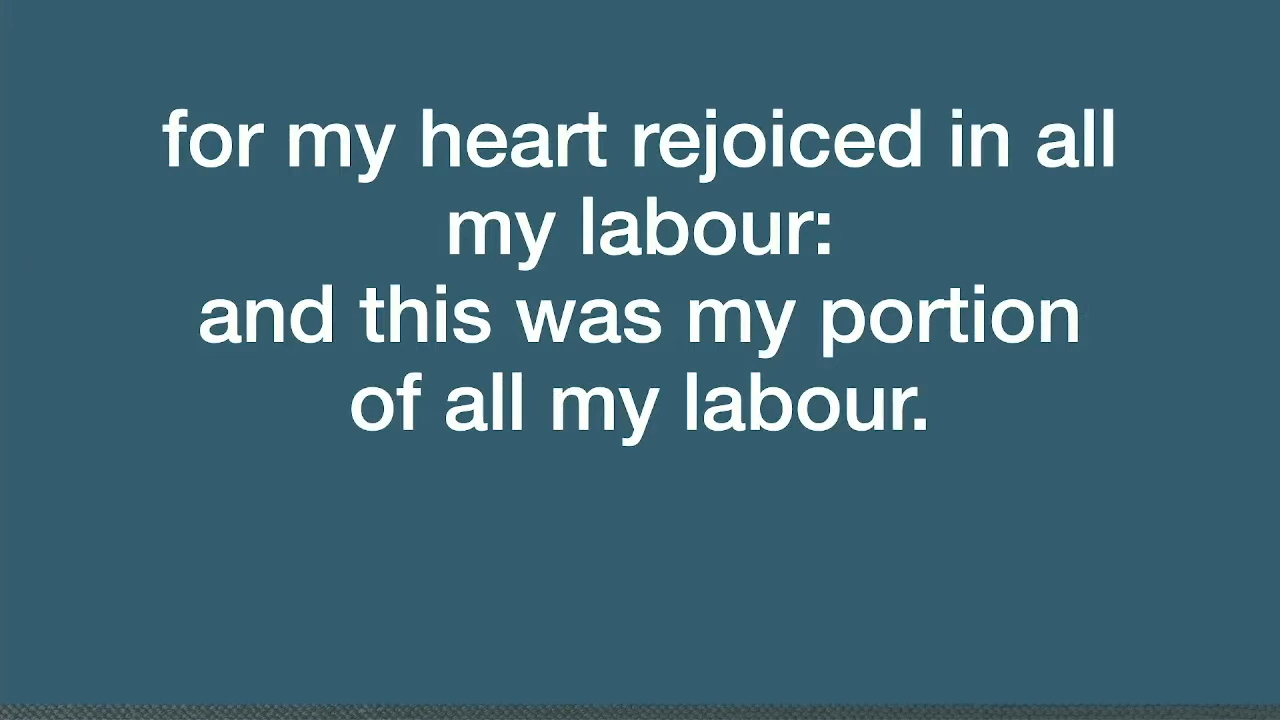 for my heart rejoiced in all
my labour:
and this was my portion
of all my labour.